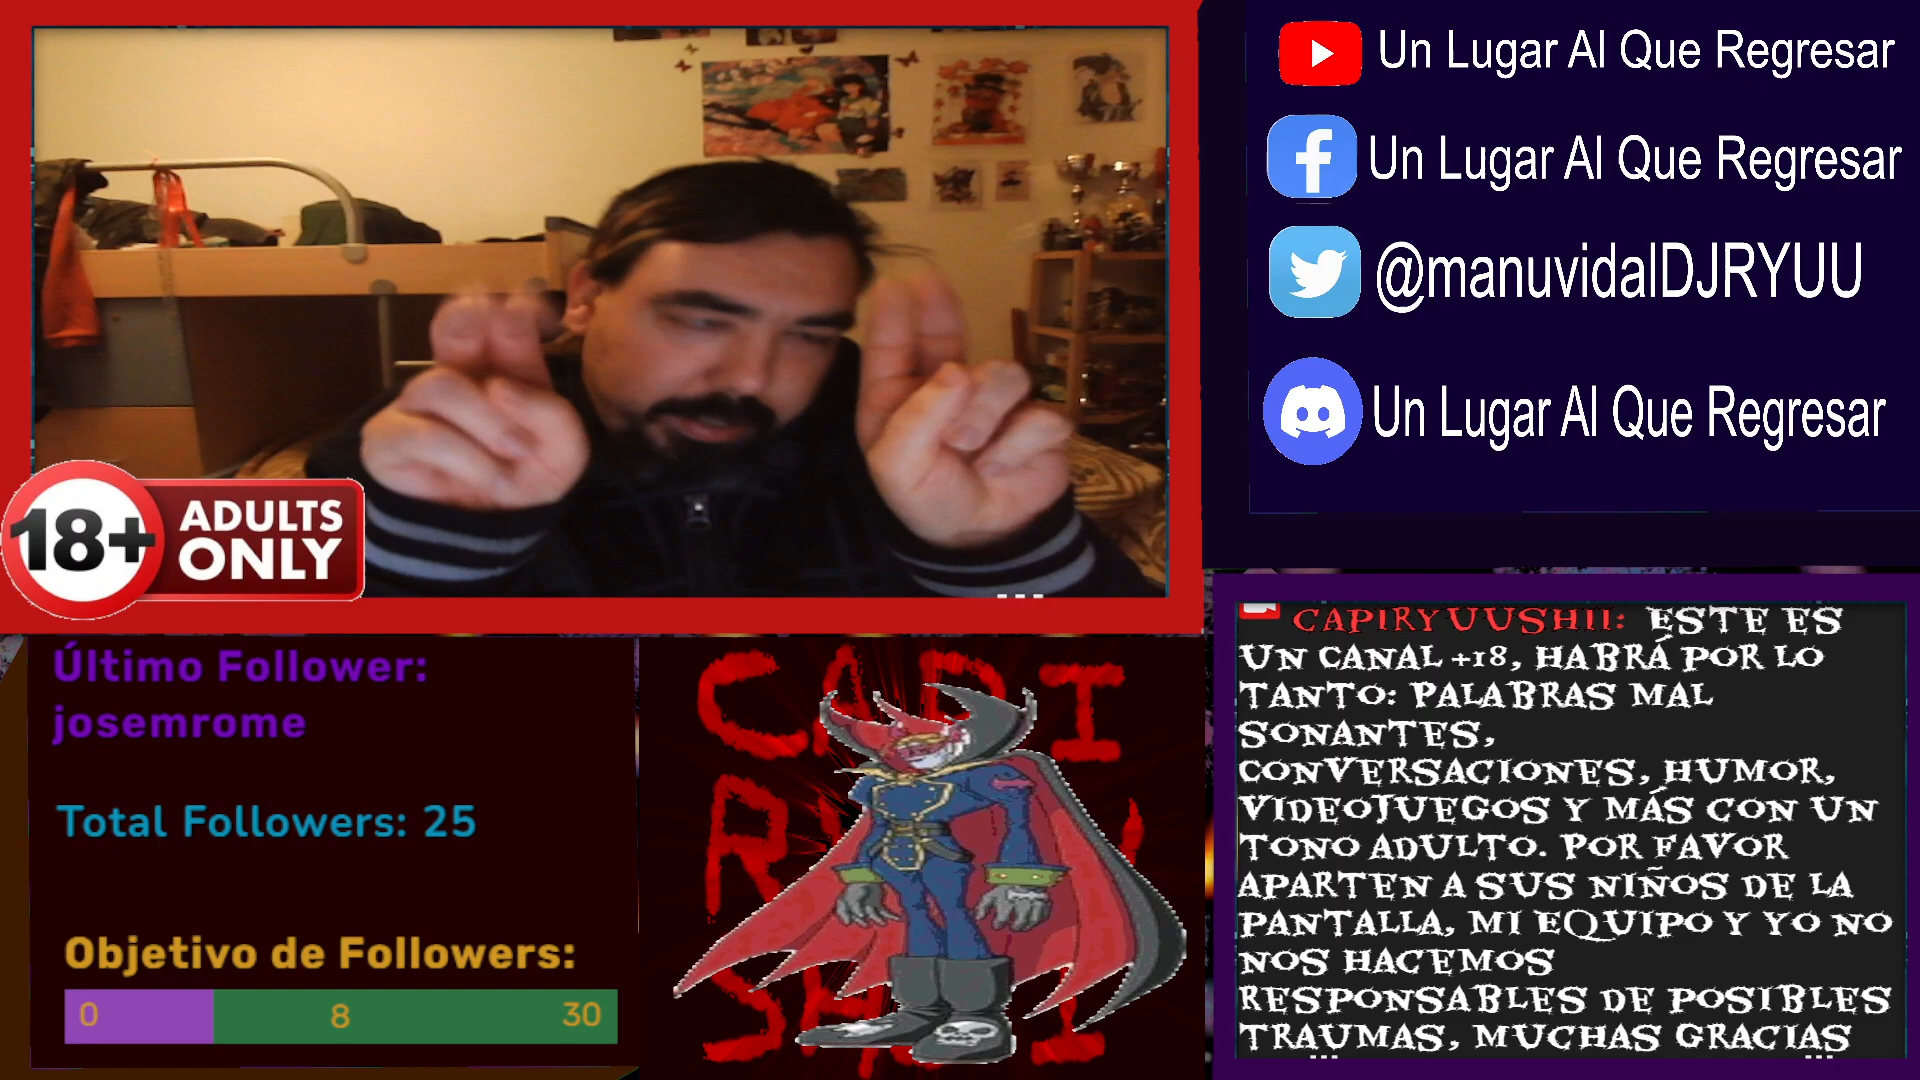 Un Lugar Al Que Regresar
Un Lugar Al Que Regresar
@manuvidalDJRYUU
Un Lugar Al Que Regresar
18+
ADULTS
ONLY
Último Follower:
josemrome
Total Followers: 25
Objetivo de Followers:
0 8 30
CAPI
SHI
CAPIRYUUSHII: ESTE ES
UN CANAL +18, HABRÁ POR LO
TANTO: PALABRAS MAL
SONANTES,
CONVERSACIONES, HUMOR,
VIDEOJUEGOS Y MÁS CON UN
TONO ADULTO. POR FAVOR
APARTEN A SUS NIÑOS DE LA
PANTALLA, MI EQUIPO Y YO NO
NOS HACEMOS
RESPONSABLES DE POSIBLES
TRAUMAS, MUCHAS GRACIAS